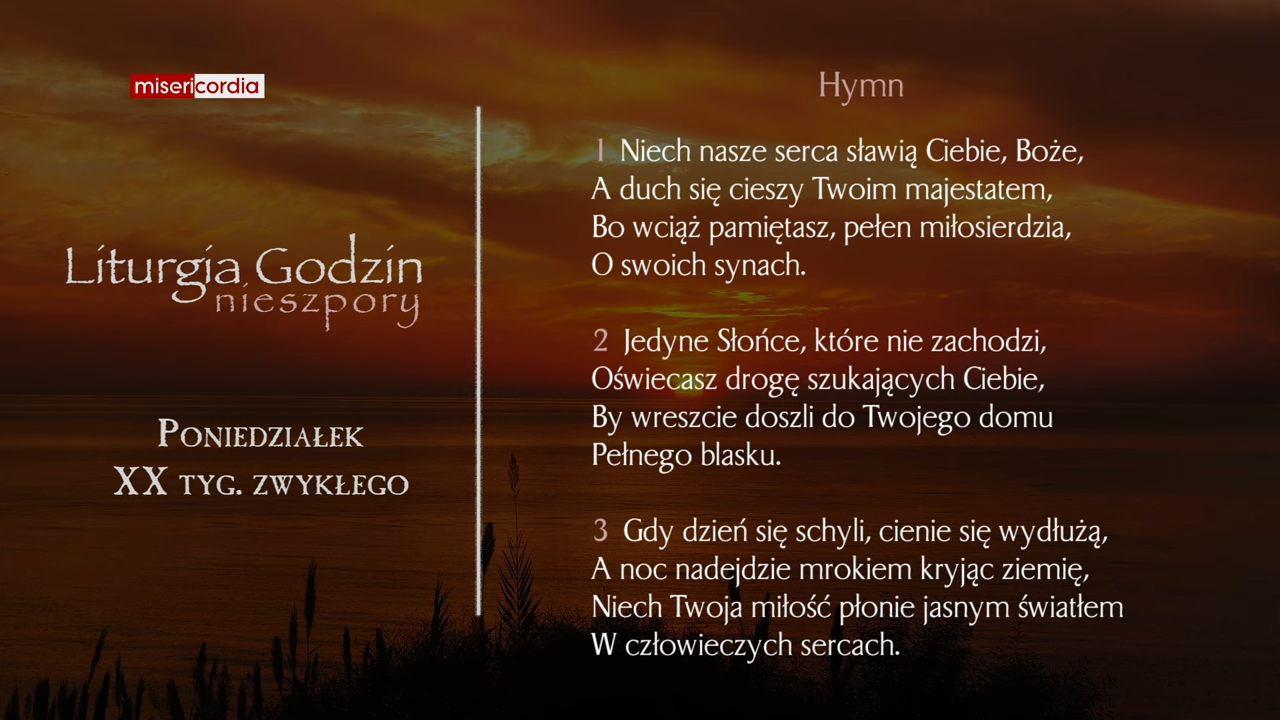 misericordia
Liturgia Godzin
nieszpory
Poniedziałek
XX tyg. zwykłego
Hymn
1 Niech nasze serca sławią Ciebie, Boże,
A duch się cieszy Twoim majestatem,
Bo wciąż pamiętasz, pełen miłosierdzia,
O swoich synach.
2 Jedyne Słońce, które nie zachodzi,
Oświecasz drogę szukających Ciebie,
By wreszcie doszli do Twojego domu
Pełnego blasku.
3 Gdy dzień się schyli, cienie się wydłużą,
A noc nadejdzie mrokiem kryjąc ziemię,
Niech Twoja miłość płonie jasnym światłem
W człowieczych sercach.